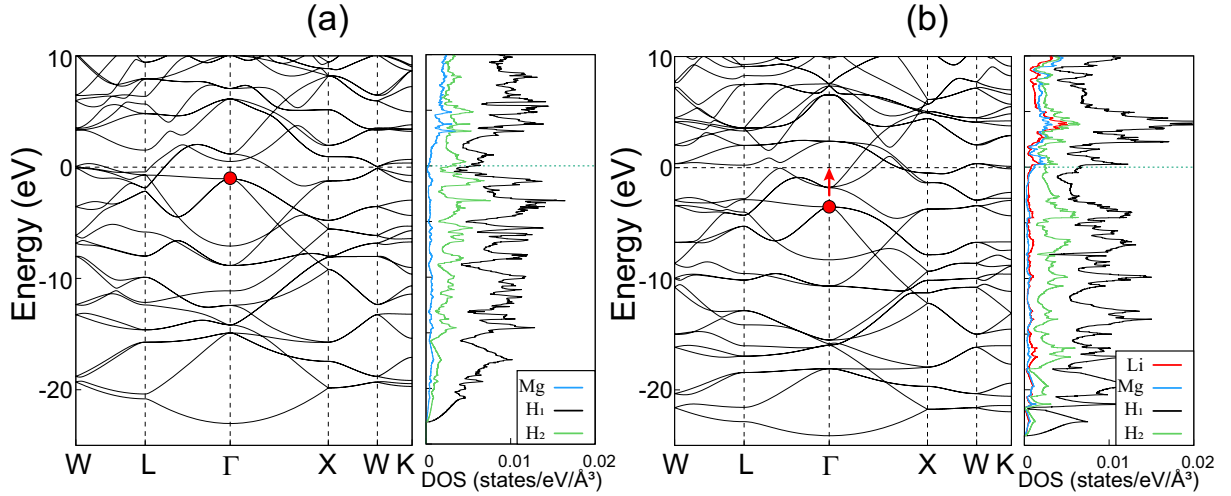 (a)
Energy (eV)
10
0
-10
-20
W L Γ X W K
Mg
H₁
H₂
0 0.01 0.02
DOS (states/eV/Å³)
(b)
Energy (eV)
10
0
-10
-20
W L Γ X W K
Li
Mg
H₁
H₂
0 0.01 0.02
DOS (states/eV/Å³)